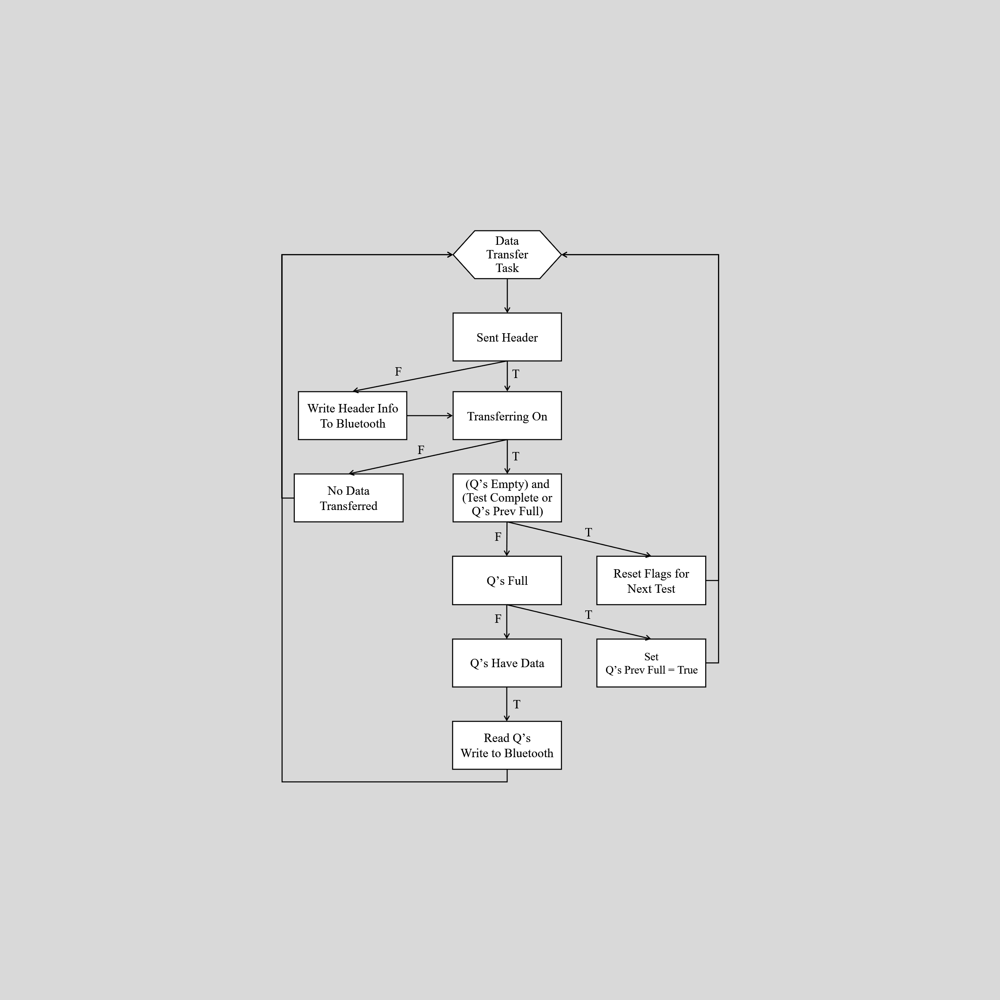 Data
Transfer
Task
Sent Header
F
T
Write Header Info
To Bluetooth
Transferring On
F
T
No Data
Transferred
(Q’s Empty) and
(Test Complete or
Q’s Prev Full)
F
T
Q’s Full
Reset Flags for
Next Test
F
T
Q’s Have Data
Set
Q’s Prev Full = True
T
Read Q’s
Write to Bluetooth